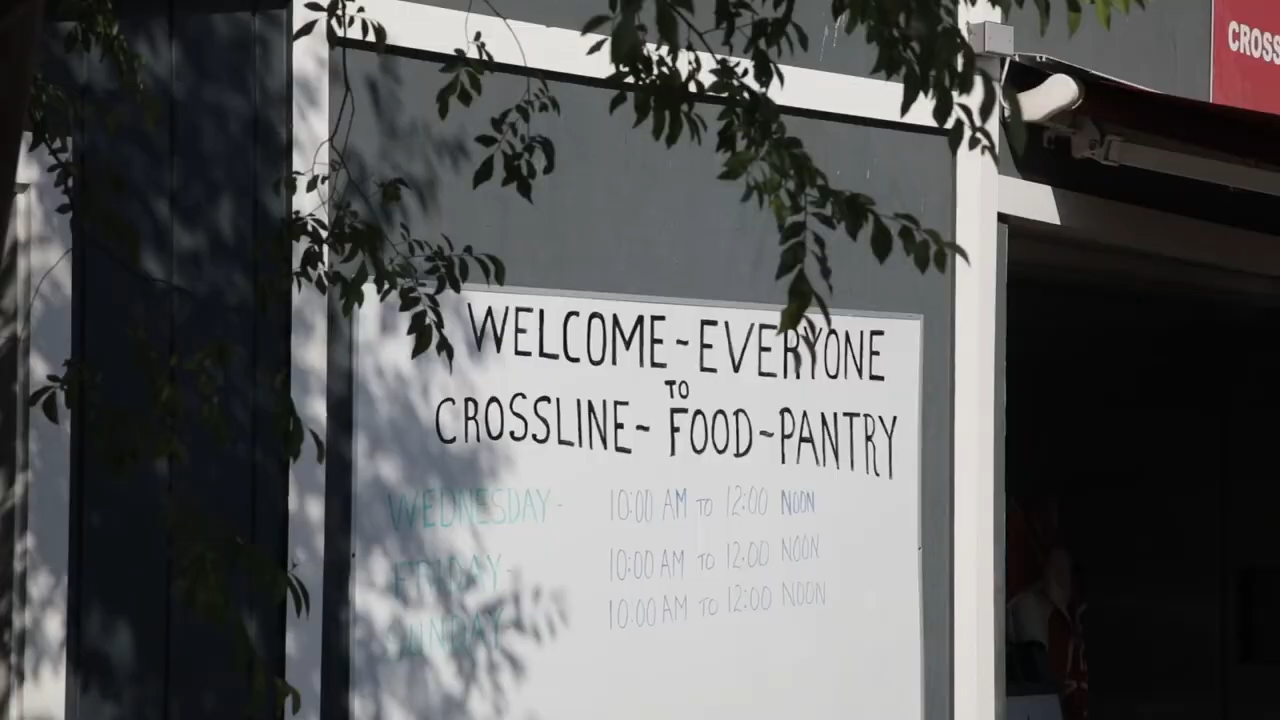 CROSS
WELCOME~EVERYONE
TO
CROSSLINE~ FOOD~PANTRY
WEDNESDAY- 10:00 AM TO 12:00 NOON
FRIDAY- 10:00 AM TO 12:00 NOON
SUNDAY- 10:00 AM TO 12:00 NOON